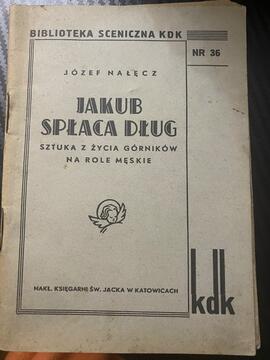 BIBLIOTEKA SCENICZNA KDK
NR 36
JÓZEF NAŁĘCZ
JAKUB
SPŁACA DŁUG
SZTUKA Z ŻYCIA GÓRNIKÓW
NA ROLE MĘSKIE
NAKŁ. KSIĘGARNI ŚW. JACKA W KATOWICACH
kdk